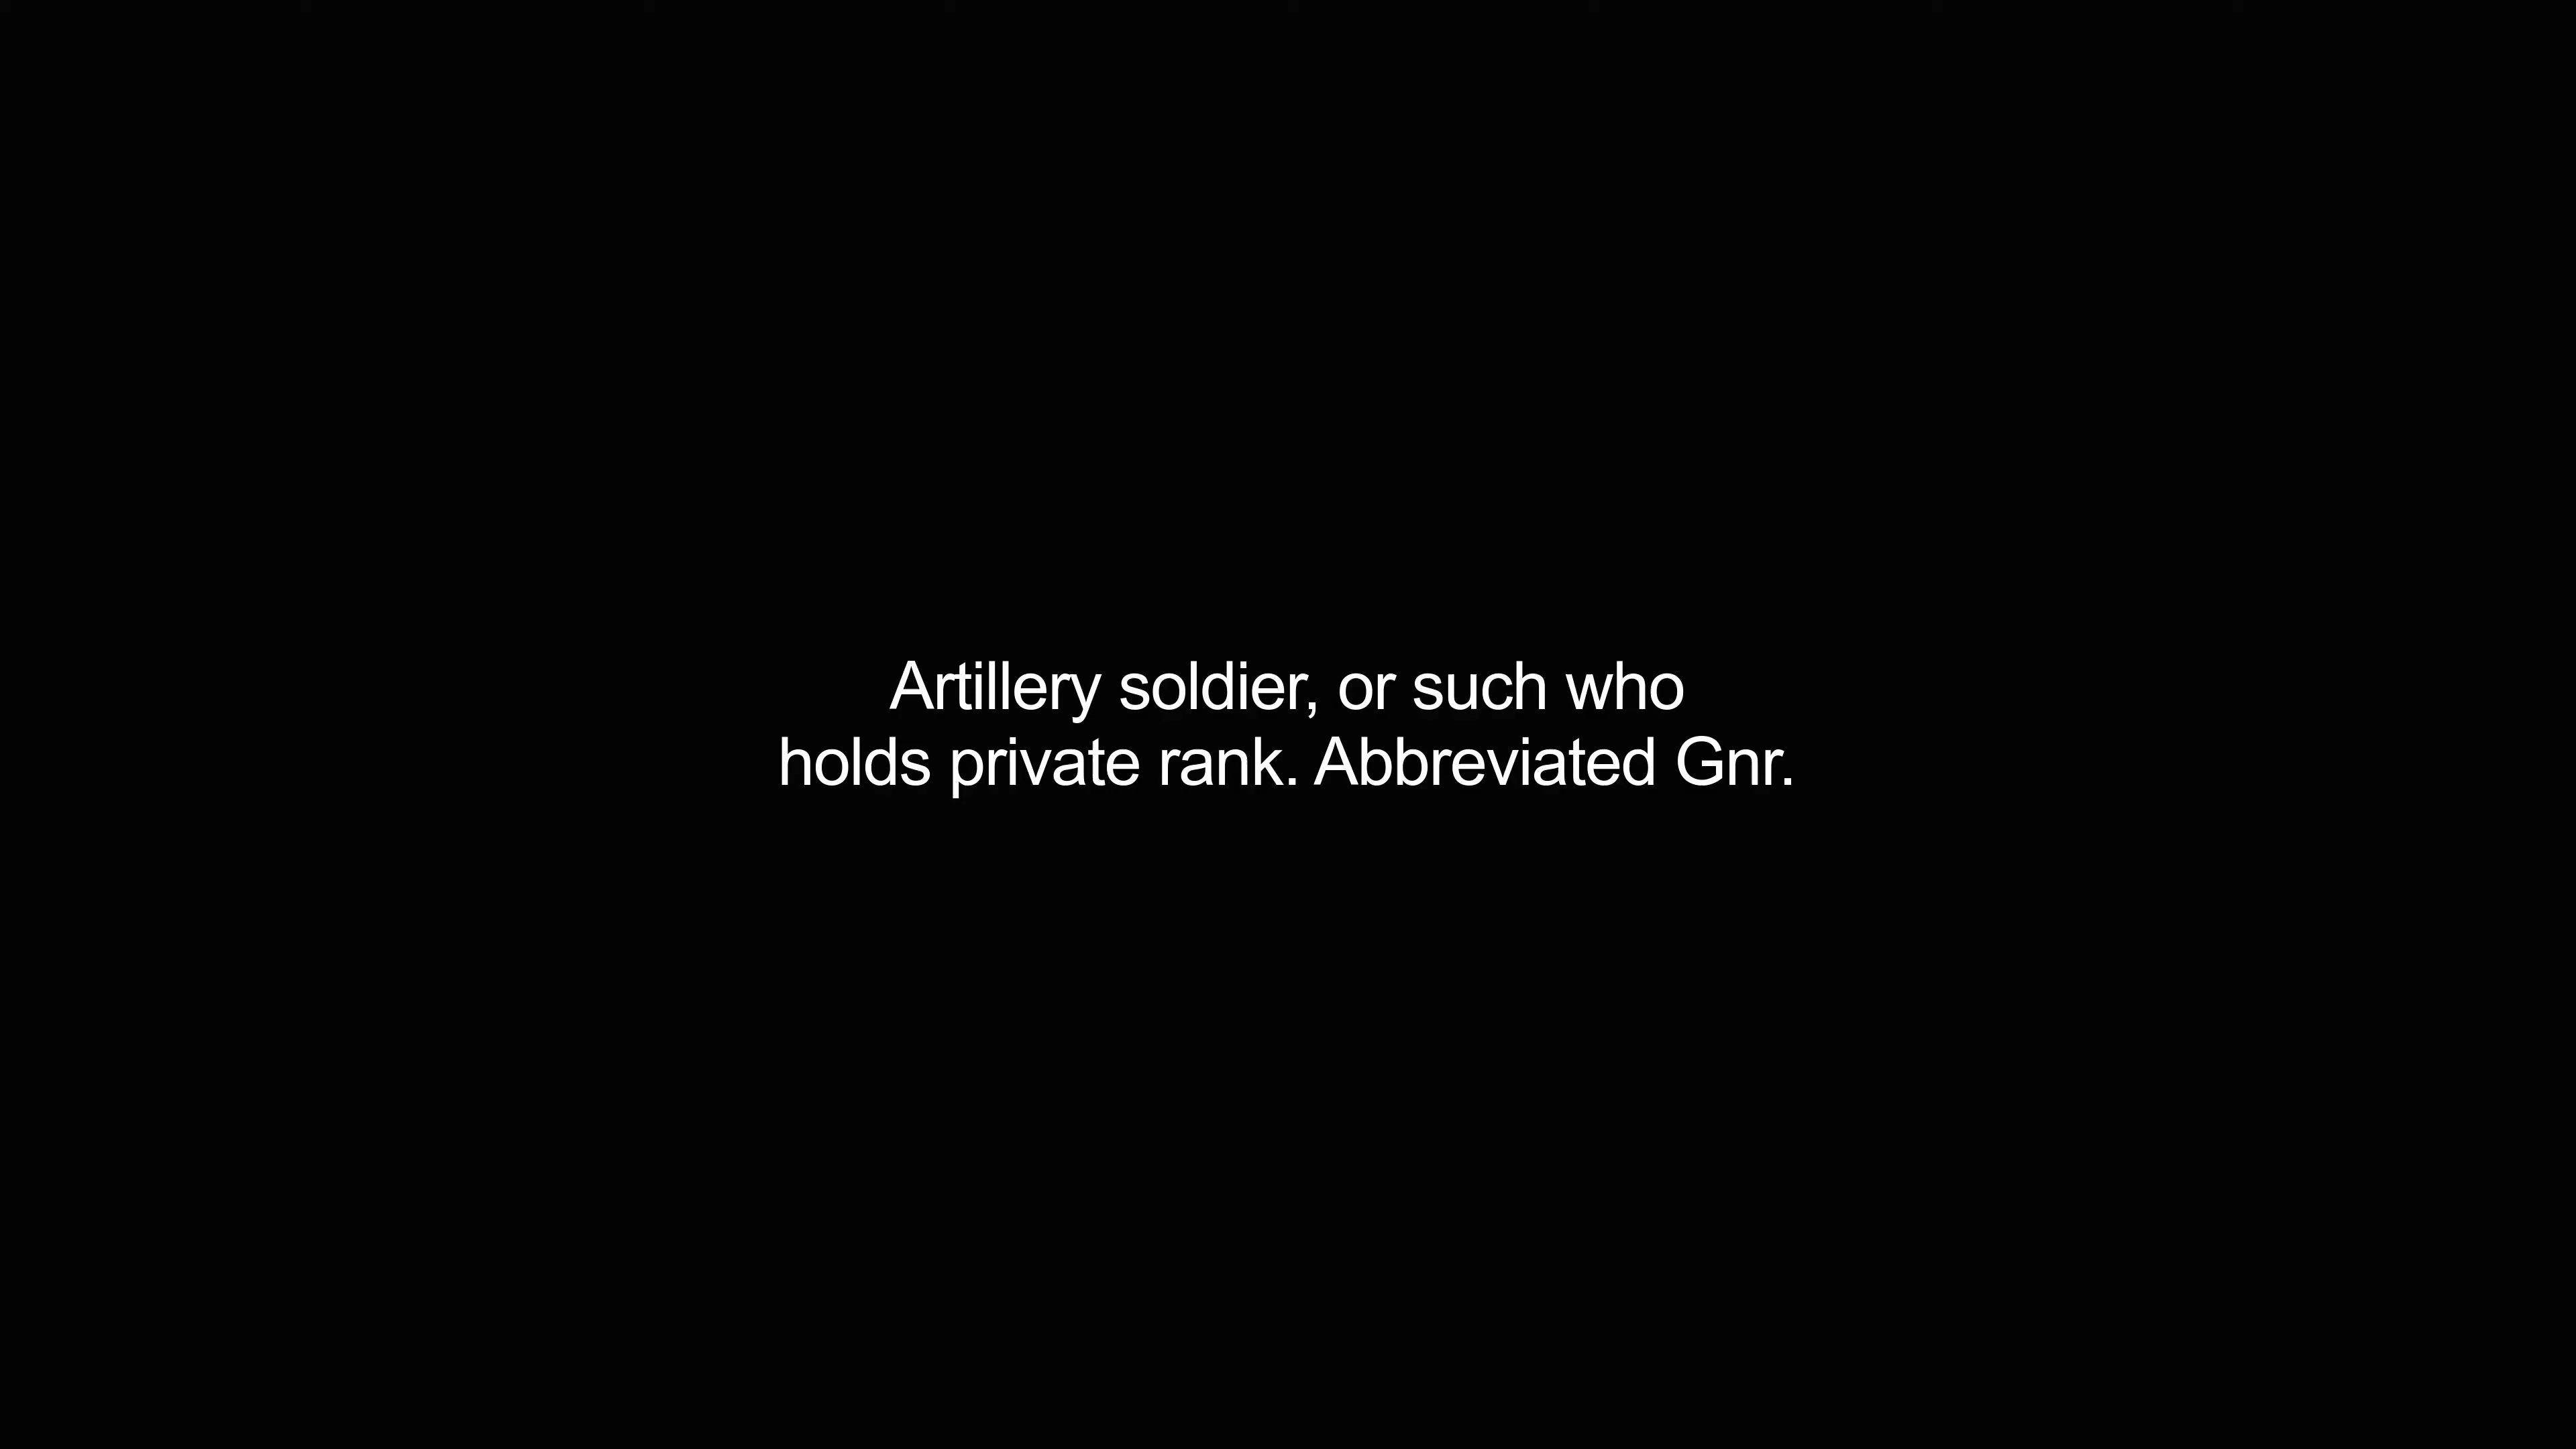 Artillery soldier, or such who
holds private rank. Abbreviated Gnr.